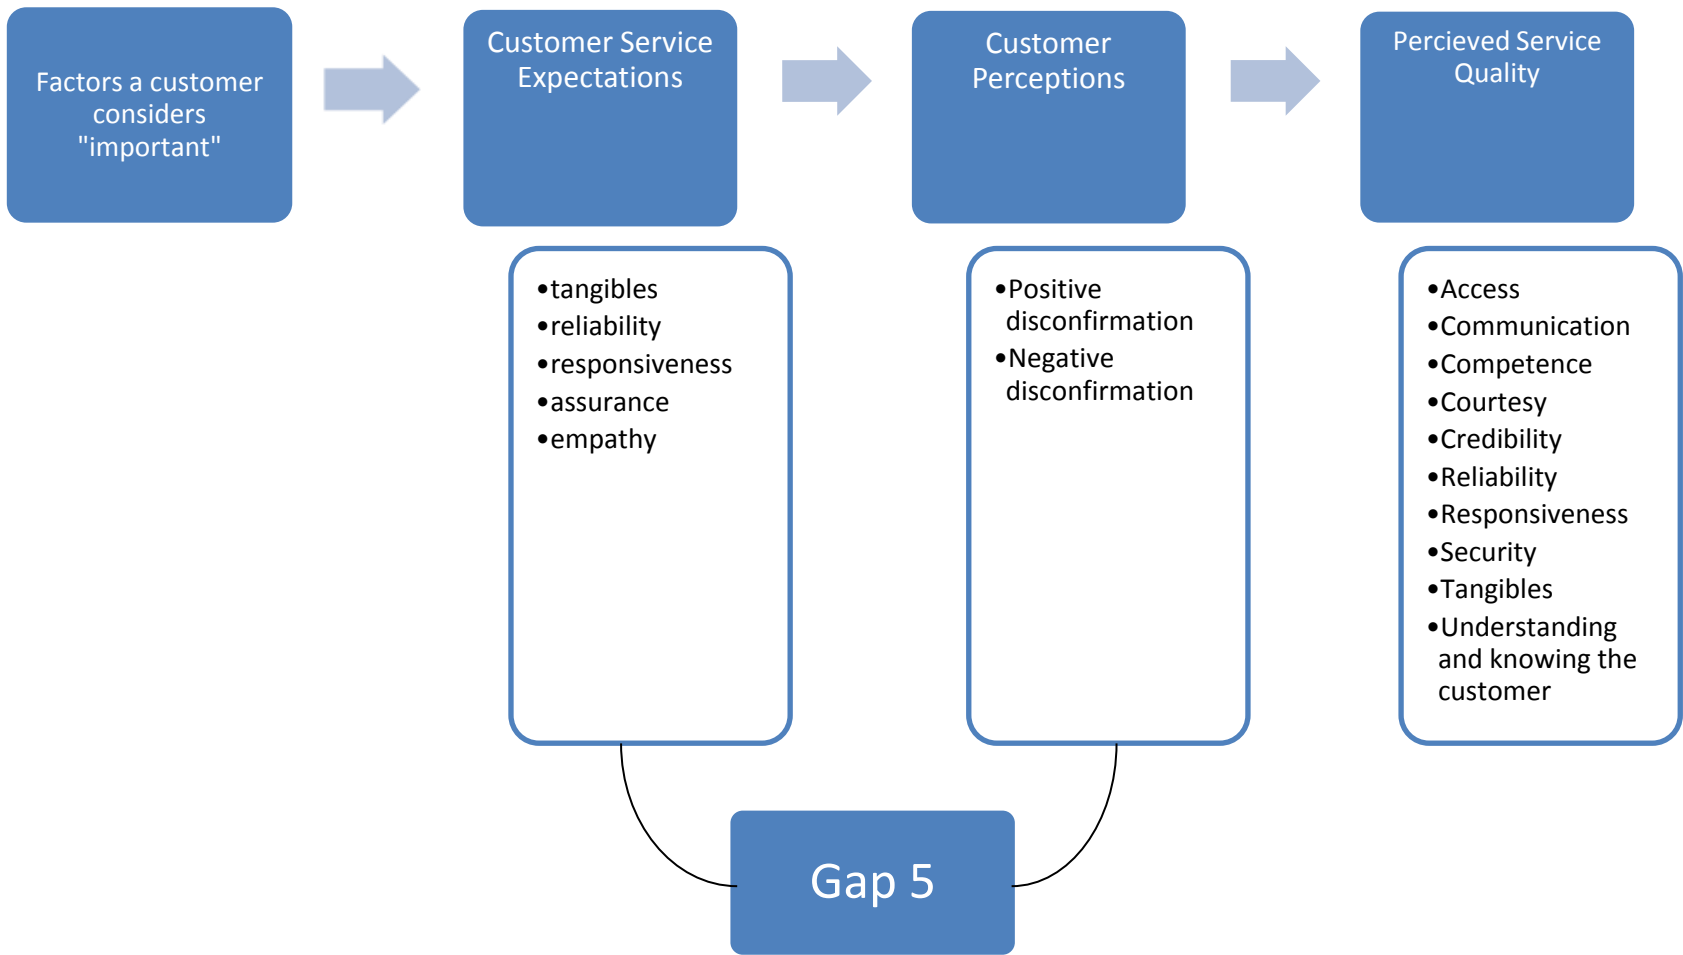 Factors a customer
considers
"important"
Customer Service
Expectations
Customer
Perceptions
Percieved Service
Quality
•tangibles
•reliability
•responsiveness
•assurance
•empathy
•Positive
disconfirmation
•Negative
disconfirmation
•Access
•Communication
•Competence
•Courtesy
•Credibility
•Reliability
•Responsiveness
•Security
•Tangibles
•Understanding
and knowing the
customer
Gap 5